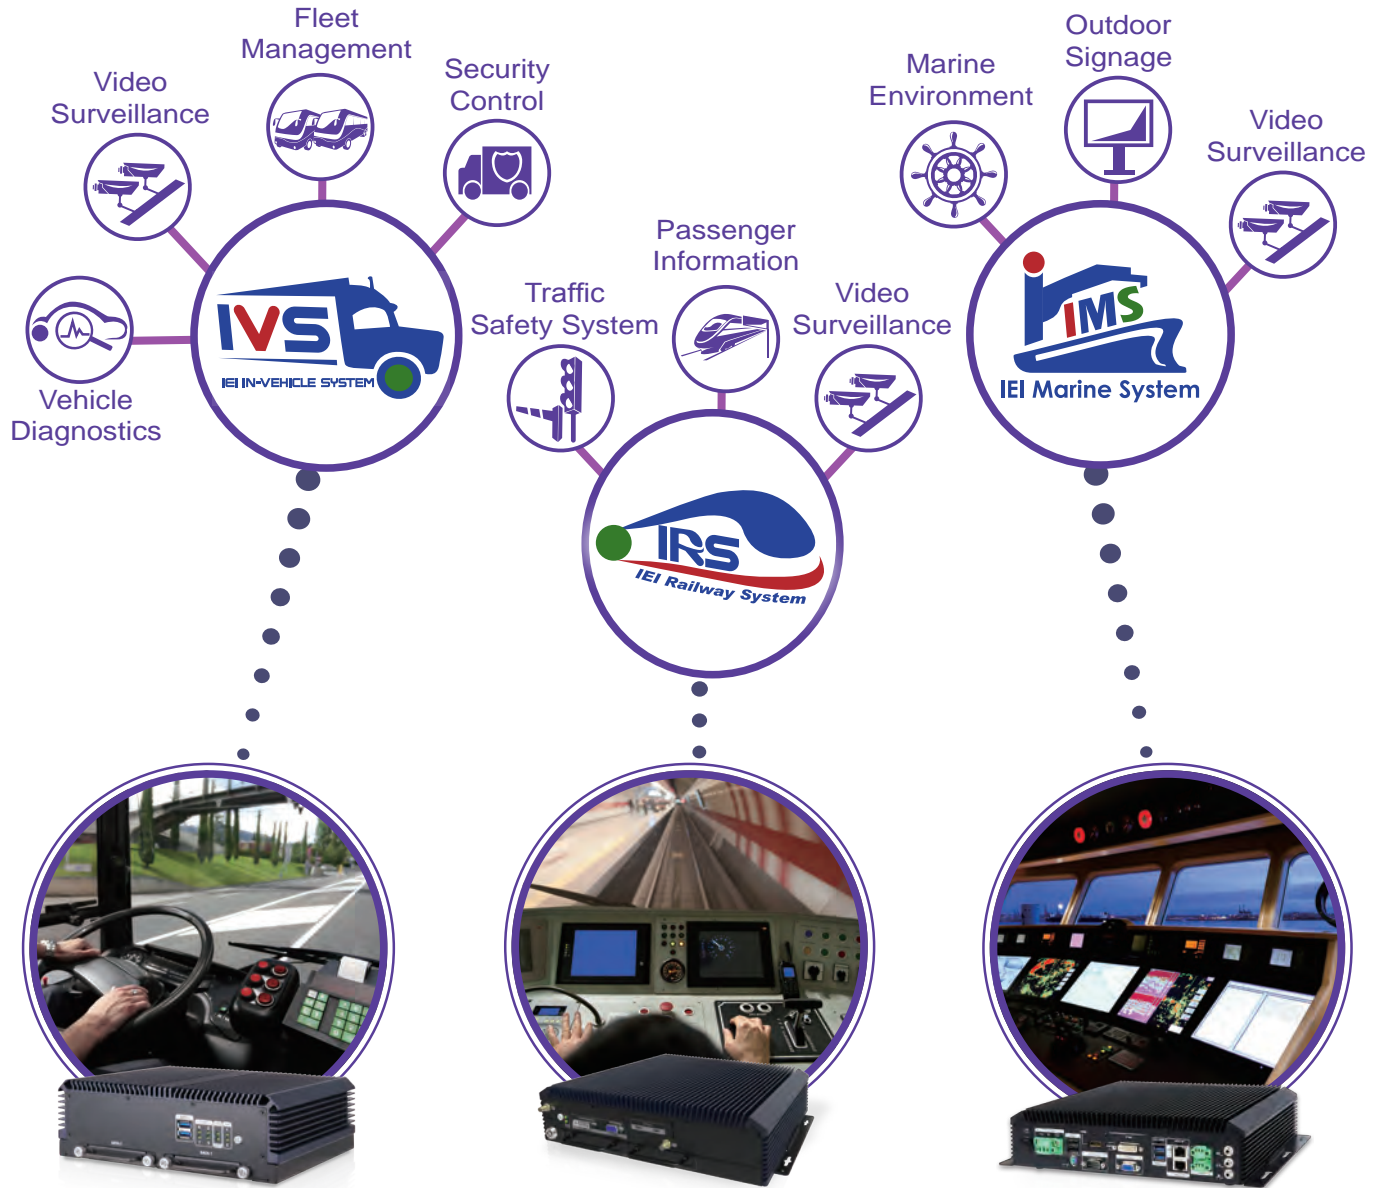 Fleet
Management
Video
Surveillance
Security
Control
Vehicle
Diagnostics
IVS
IEI IN-VEHICLE SYSTEM
Passenger
Information
Traffic
Safety System
Video
Surveillance
IRS
IEI Railway System
Outdoor
Signage
Marine
Environment
Video
Surveillance
IMS
IEI Marine System